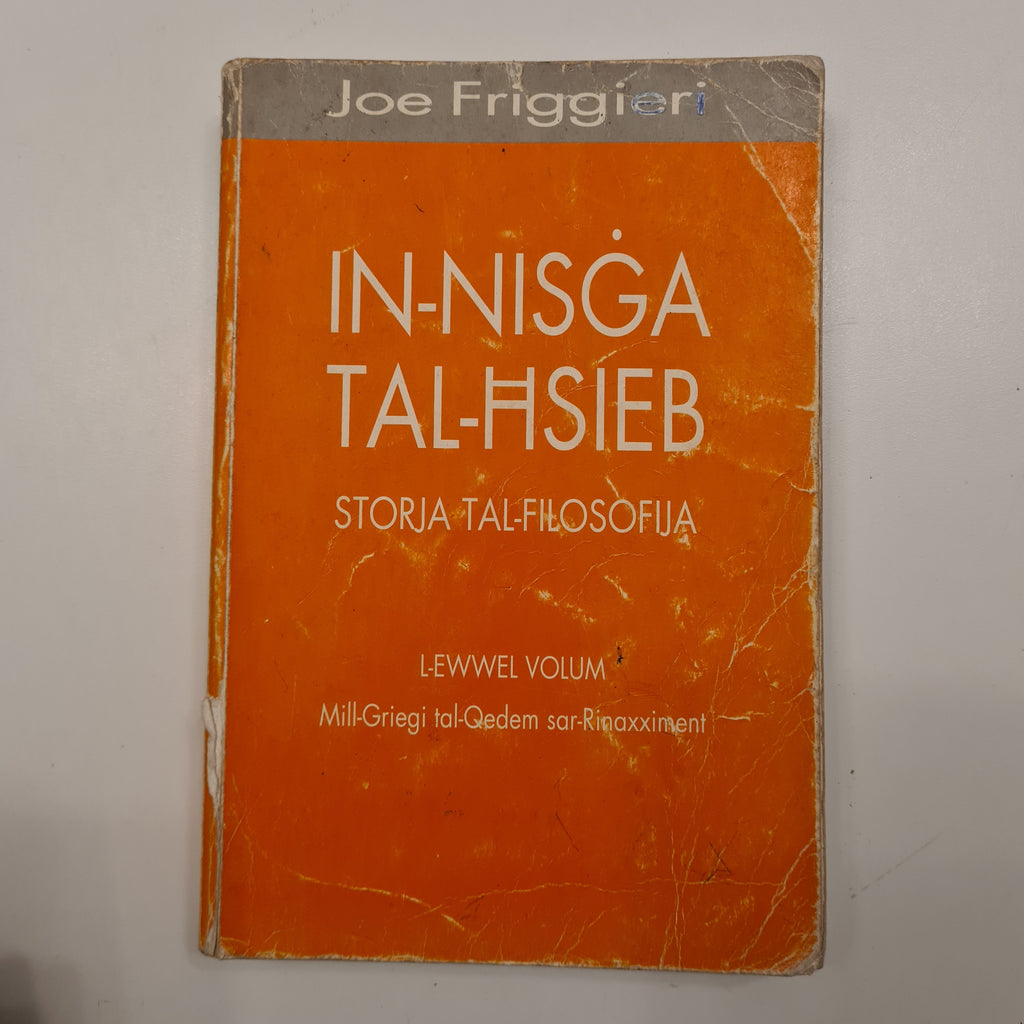 Joe Friggieri
IN-NISĠA
TAL-ĦSIEB
STORJA TAL-FILOSOFIJA
L-EWWEL VOLUM
Mill-Griegi tal-Qedem sar-Rinaxximent